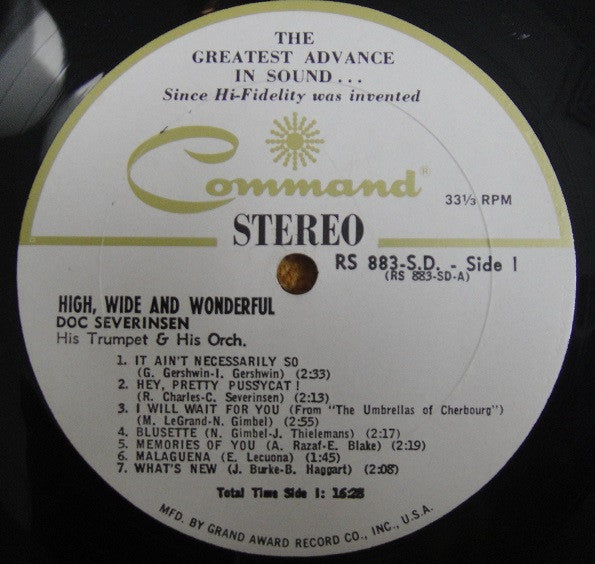 THE
GREATEST ADVANCE
IN SOUND...
Since Hi-Fidelity was invented
Command®
33⅓ RPM
STEREO
RS 883-S.D. - Side 1
(RS 883-SD-A)
HIGH, WIDE AND WONDERFUL
DOC SEVERINSEN
His Trumpet & His Orch.
1. IT AIN'T NECESSARILY SO
(G. Gershwin-I. Gershwin) (2:33)
2. HEY, PRETTY PUSSYCAT!
(R. Charles-C. Severinsen) (2:13)
3. I WILL WAIT FOR YOU (From "The Umbrellas of Cherbourg")
(M. LeGrand-N. Gimbel) (2:55)
4. BLUSETTE (N. Gimbel-J. Thielemans) (2:17)
5. MEMORIES OF YOU (A. Razaf-E. Blake) (2:19)
6. MALAGUENA (E. Lecuona) (1:45)
7. WHAT'S NEW (J. Burke-B. Haggart) (2:08)
Total Time Side 1: 16:28
MFD. BY GRAND AWARD RECORD CO., INC., U.S.A.